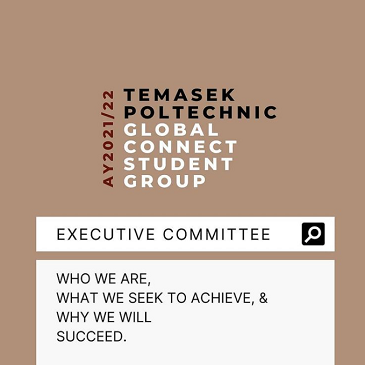 AY2021/22
TEMASEK
POLTECHNIC
GLOBAL
CONNECT
STUDENT
GROUP
EXECUTIVE COMMITTEE
WHO WE ARE,
WHAT WE SEEK TO ACHIEVE, &
WHY WE WILL
SUCCEED.